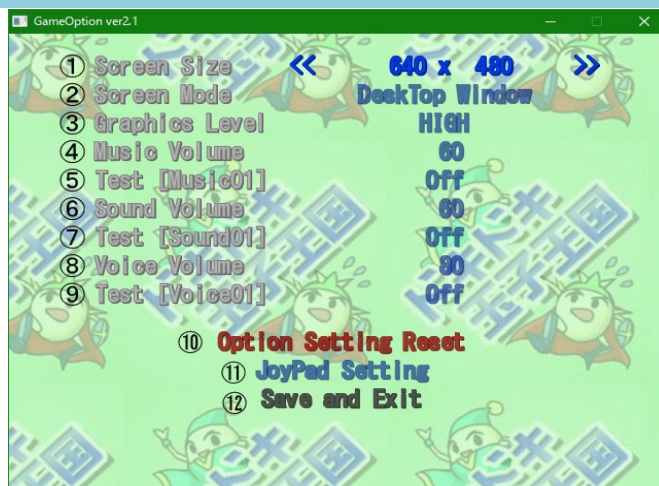 GameOption ver2.1
① Screen Size << 640 x 480 >>
② Screen Mode DeskTop Window
③ Graphics Level HIGH
④ Music Volume 60
⑤ Test [Music01] Off
⑥ Sound Volume 60
⑦ Test [Sound01] Off
⑧ Voice Volume 80
⑨ Test [Voice01] Off
⑩ Option Setting Reset
⑪ JoyPad Setting
⑫ Save and Exit